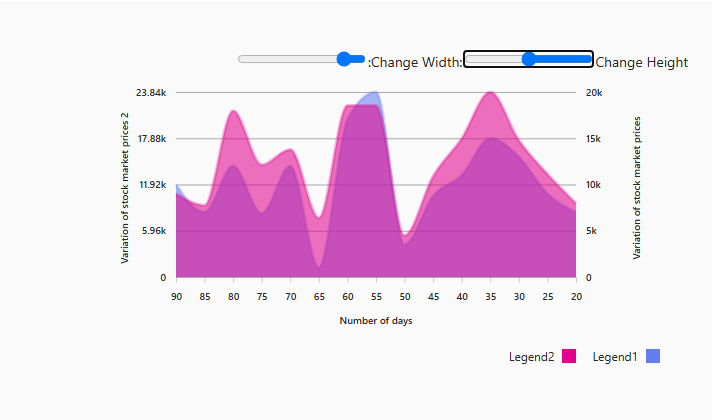 :Change Width:
Change Height
23.84k
17.88k
11.92k
5.96k
0
Variation of stock market prices 2
20k
15k
10k
5k
0
Variation of stock market prices
90 85 80 75 70 65 60 55 50 45 40 35 30 25 20
Number of days
Legend2 Legend1